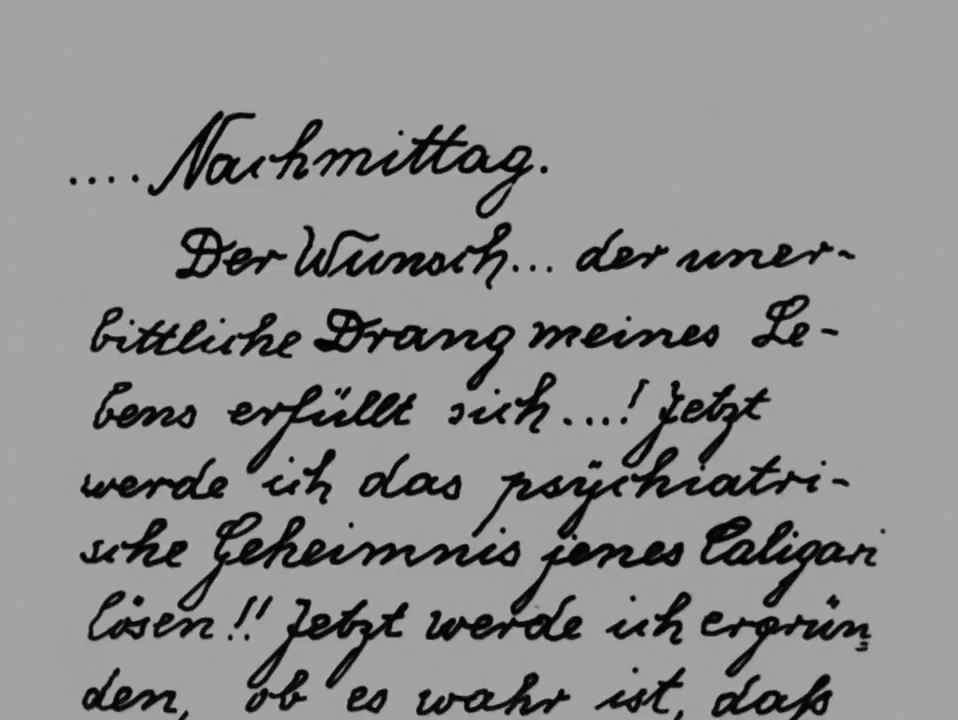 .... Nachmittag.
Der Wunsch... der uner-
bittliche Drang meines Le-
bens erfüllt sich...! Jetzt
werde ich das psÿchiatri-
sche Geheimnis jenes Caligari
lösen!! Jetzt werde ich ergrün=
den, ob es wahr ist, daß